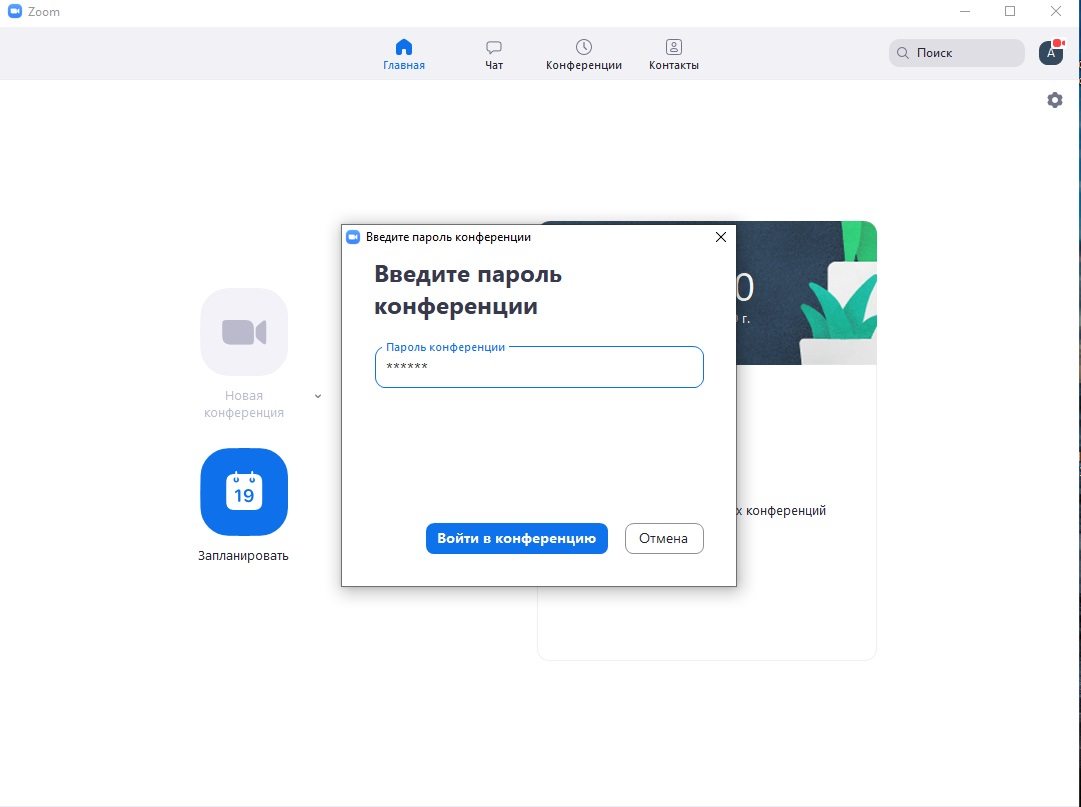 Zoom
Главная
Чат
Конференции
Контакты
Поиск
А
Введите пароль конференции
Введите пароль
конференции
Пароль конференции
******
Войти в конференцию
Отмена
0
г.
Новая
конференция
19
Запланировать
х конференций